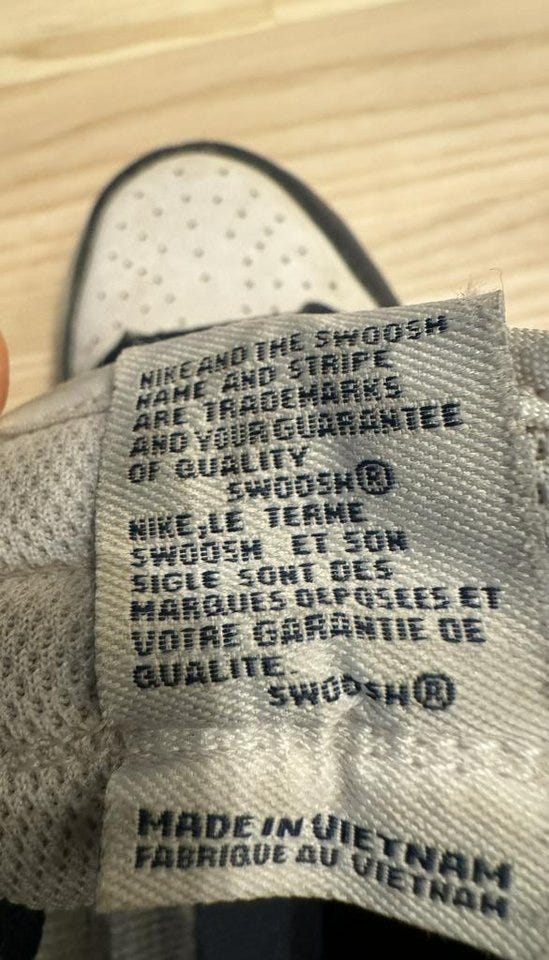 NIKE AND THE SWOOSH
NAME AND STRIPE
ARE TRADEMARKS
AND YOUR GUARANTEE
OF QUALITY
SWOOSH®
NIKE, LE TERME
SWOOSH ET SON
SIGLE SONT DES
MARQUES DEPOSEES ET
VOTRE GARANTIE DE
QUALITE.
SWOOSH®
MADE IN VIETNAM
FABRIQUE AU VIETNAM